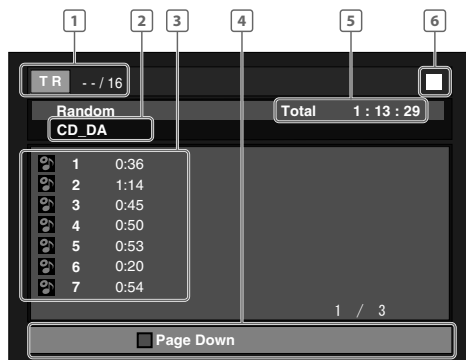 1 2 3 4 5 6
TR --/16
Random Total 1:13:29
CD_DA
1 0:36
2 1:14
3 0:45
4 0:50
5 0:53
6 0:20
7 0:54
1 / 3
Page Down